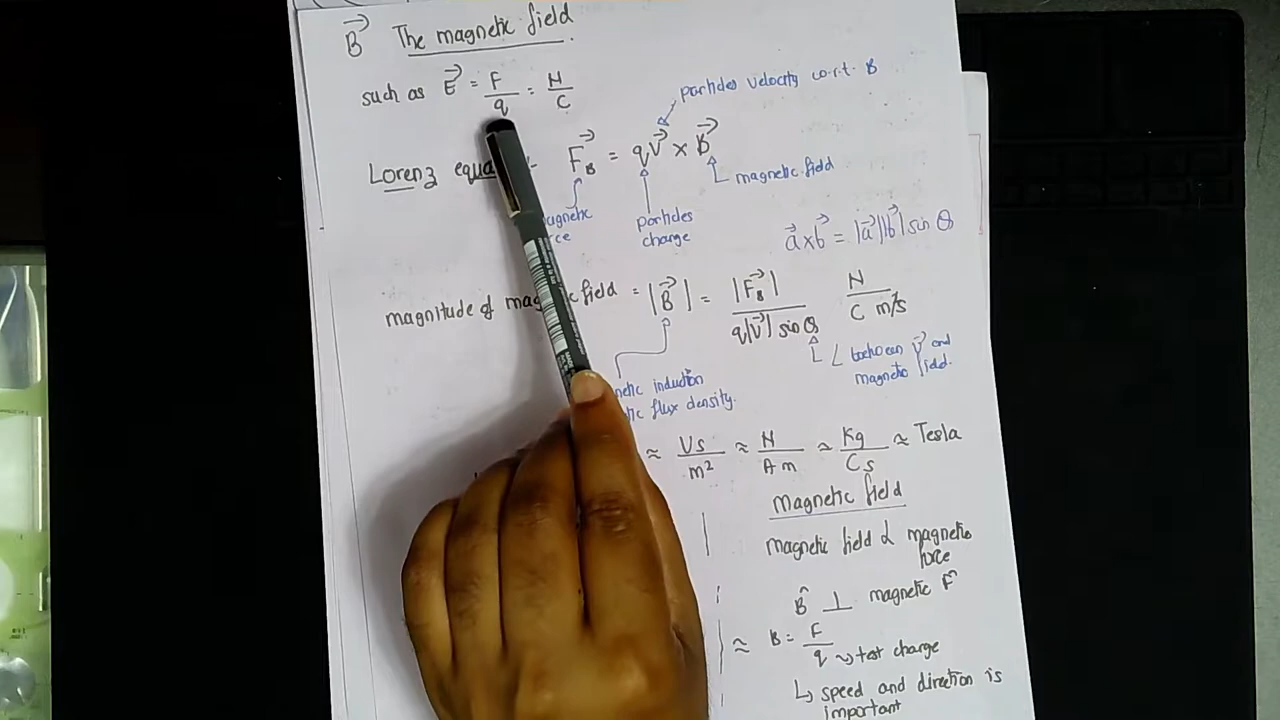 B The magnetic field
such as E = F/q = N/C
particles velocity w.r.t. B
Lorenz F_B = qV × B
magnetic field
particles
charge
a×b = |a||b| sin θ
magnitude of field = |B| = |F_B| / q|V| sin θ N / C m/s
∠ between V and
magnetic field.
induction
flux density.
≈ Vs/m² ≈ N/Am ≈ Kg/Cs ≈ Tesla
magnetic field
magnetic field α magnetic
force
B ⊥ magnetic F
≈ B = F/q ↝ test charge
↳ speed and direction is
important